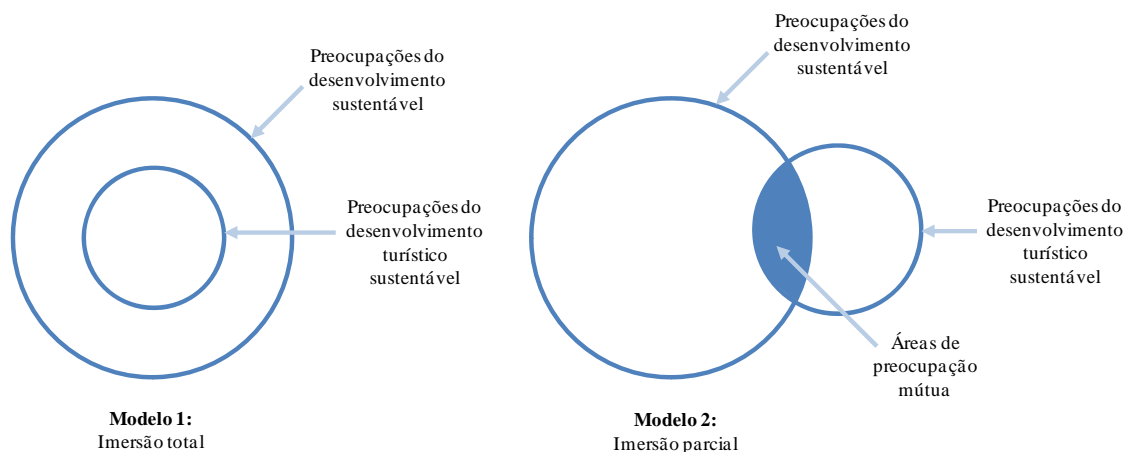 Preocupações do
desenvolvimento
sustentável
Preocupações do
desenvolvimento
turístico
sustentável
Modelo 1:
Imersão total
Preocupações do
desenvolvimento
sustentável
Preocupações do
desenvolvimento
turístico
sustentável
Áreas de
preocupação
mútua
Modelo 2:
Imersão parcial